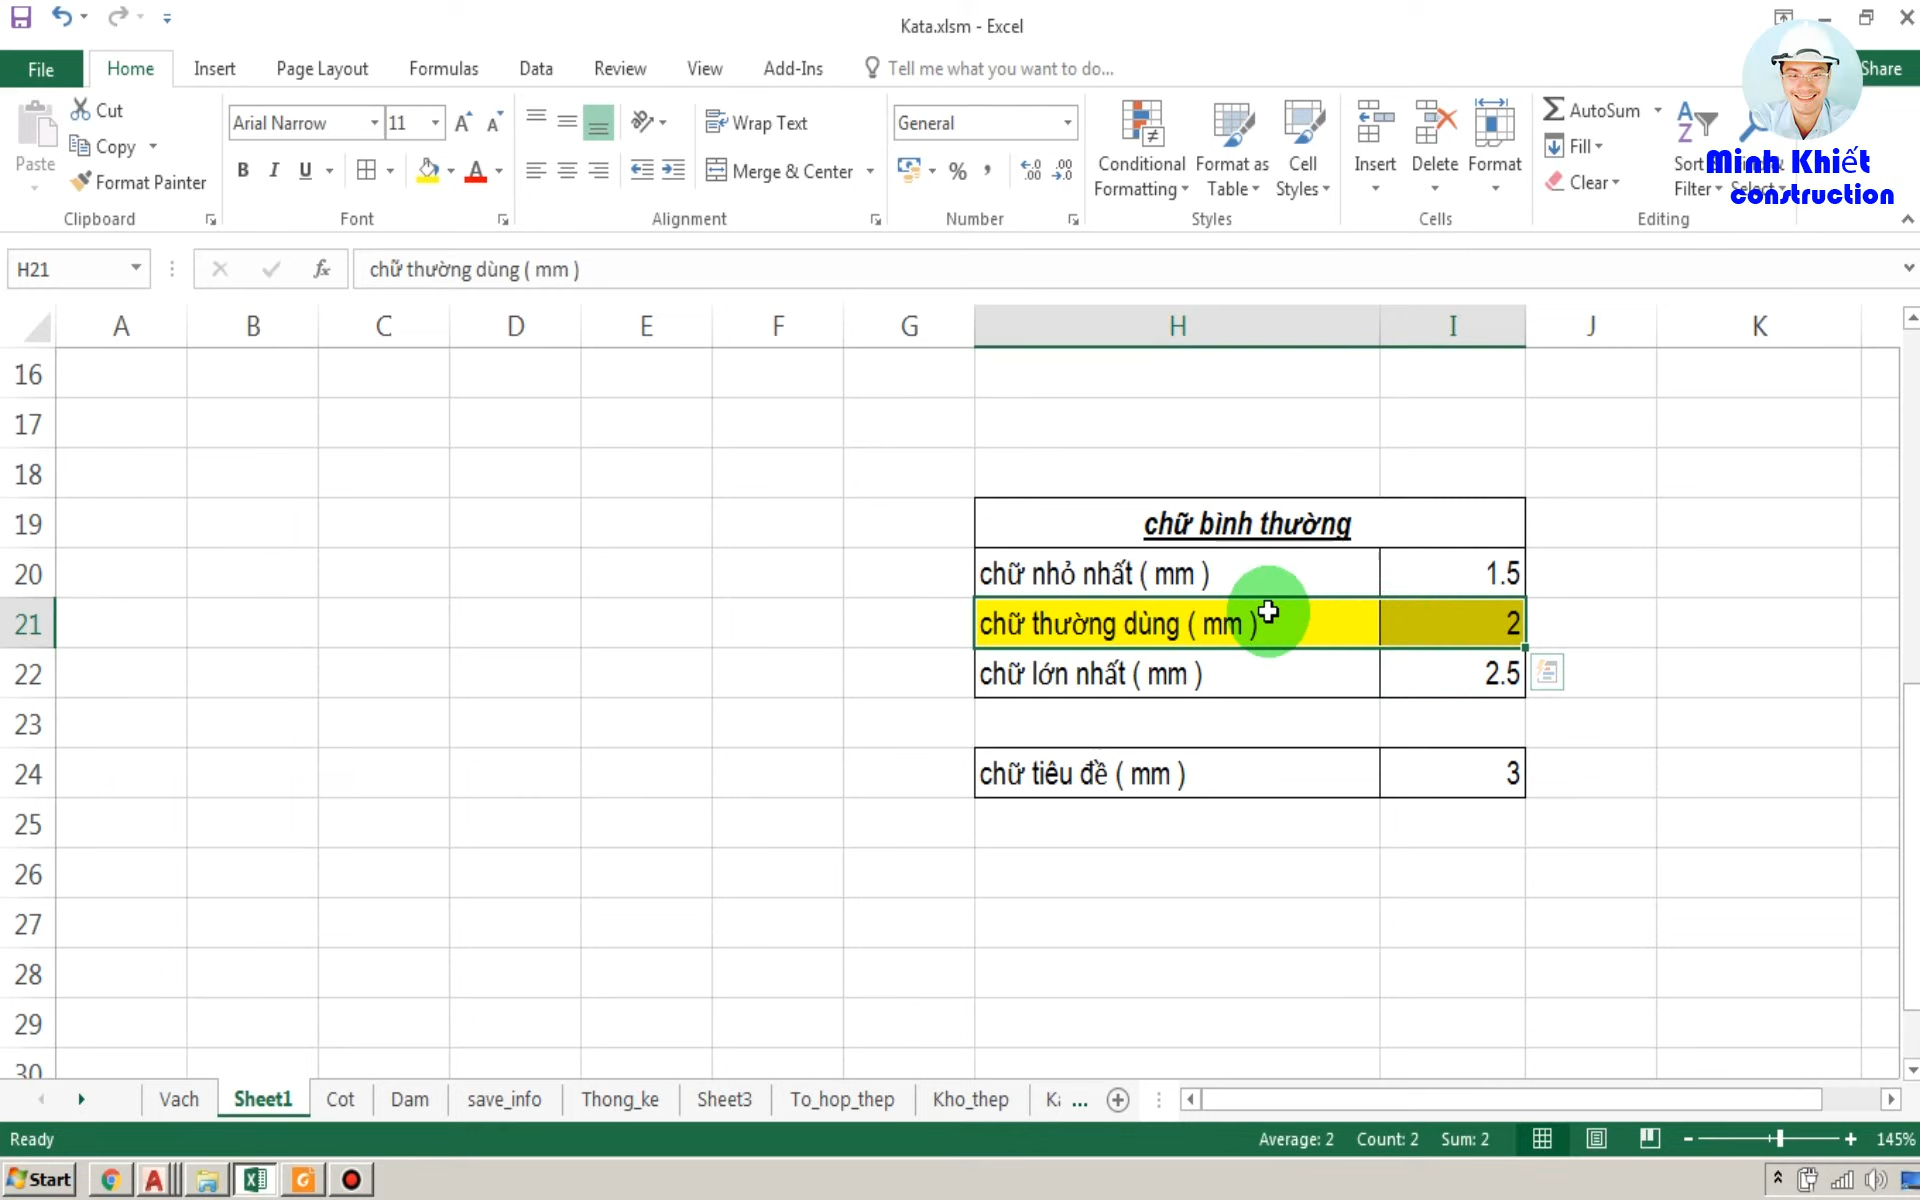 Kata.xlsm - Excel
File Home Insert Page Layout Formulas Data Review View Add-Ins Tell me what you want to do... Share
Paste
Cut
Copy
Format Painter
Clipboard
Arial Narrow 11
B I U A
Font
Wrap Text
Merge & Center
Alignment
General
%
Number
Conditional Formatting
Format as Table
Cell Styles
Styles
Insert Delete Format
Cells
AutoSum
Fill
Clear
Sort
Filter
Select
Editing
Minh Khiết
construction
H21 fx chữ thường dùng ( mm )
A B C D E F G H I J K
16
17
18
19 chữ bình thường
20 chữ nhỏ nhất ( mm ) 1.5
21 chữ thường dùng ( mm ) 2
22 chữ lớn nhất ( mm ) 2.5
23
24 chữ tiêu đề ( mm ) 3
25
26
27
28
29
30
Vach Sheet1 Cot Dam save_info Thong_ke Sheet3 To_hop_thep Kho_thep ...
Ready Average: 2 Count: 2 Sum: 2 145%
Start